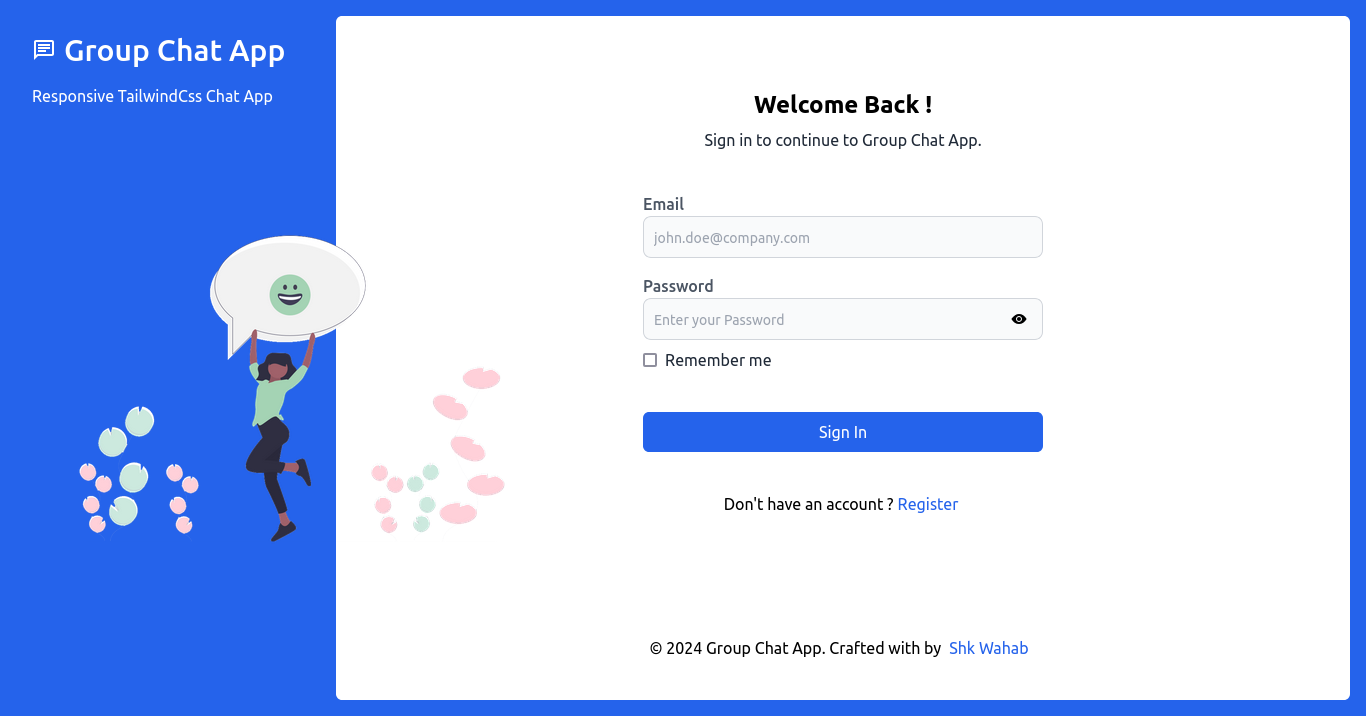 Group Chat App
Responsive TailwindCss Chat App
Welcome Back !
Sign in to continue to Group Chat App.
Email
john.doe@company.com
Password
Enter your Password
Remember me
Sign In
Don't have an account ? Register
© 2024 Group Chat App. Crafted with by Shk Wahab